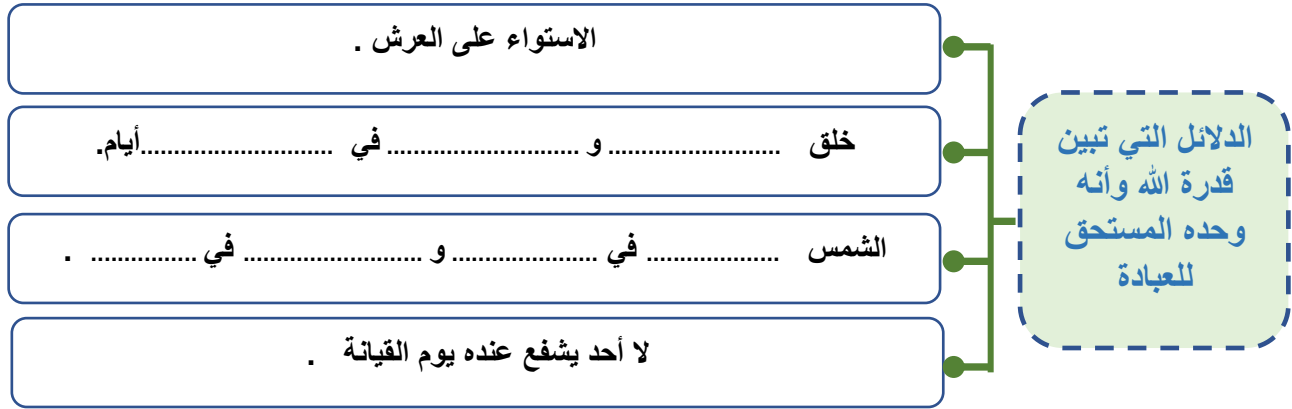 الدلائل التي تبين
قدرة الله وأنه
وحده المستحق
للعبادة
الاستواء على العرش .
خلق .......................... و ............................. في .............................أيام.
الشمس .................... في ...................... و ........................... في ................ .
لا أحد يشفع عنده يوم القيانة .